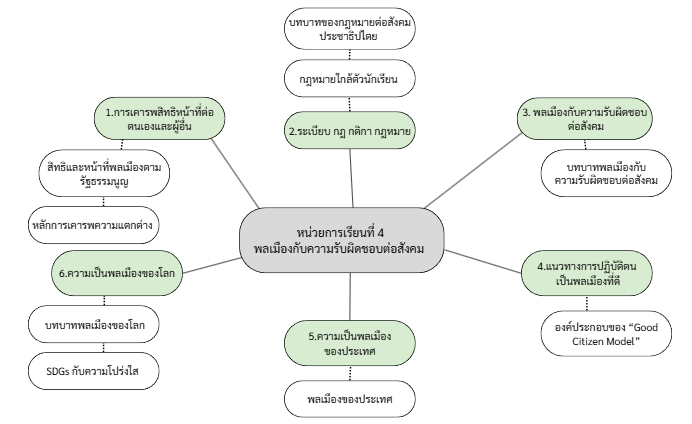 บทบาทของกฎหมายต่อสังคม
ประชาธิปไตย
กฎหมายใกล้ตัวนักเรียน
2.ระเบียบ กฎ กติกา กฎหมาย
1.การเคารพสิทธิหน้าที่ต่อ
ตนเองและผู้อื่น
สิทธิและหน้าที่พลเมืองตาม
รัฐธรรมนูญ
หลักการเคารพความแตกต่าง
3. พลเมืองกับความรับผิดชอบ
ต่อสังคม
บทบาทพลเมืองกับ
ความรับผิดชอบต่อสังคม
หน่วยการเรียนที่ 4
พลเมืองกับความรับผิดชอบต่อสังคม
6.ความเป็นพลเมืองของโลก
บทบาทพลเมืองของโลก
SDGs กับความโปร่งใส
4.แนวทางการปฏิบัติตน
เป็นพลเมืองที่ดี
องค์ประกอบของ “Good
Citizen Model”
5.ความเป็นพลเมือง
ของประเทศ
พลเมืองของประเทศ